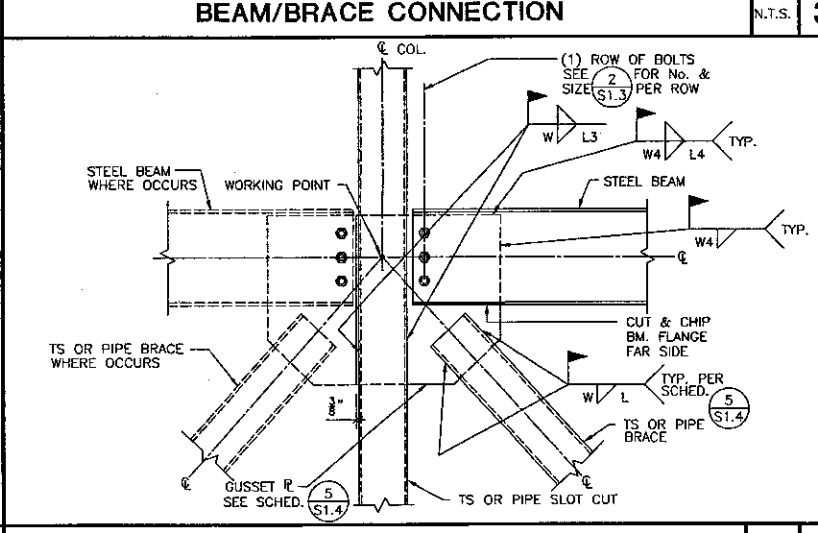 BEAM/BRACE CONNECTION
N.T.S.
3
℄ COL.
(1) ROW OF BOLTS
SEE 2 FOR No. &
SIZE S1.3 PER ROW
W L3
W4 L4 TYP.
STEEL BEAM
WHERE OCCURS
WORKING POINT
STEEL BEAM
W4 TYP.
℄
CUT & CHIP
BM. FLANGE
FAR SIDE
TS OR PIPE BRACE
WHERE OCCURS
W L TYP. PER
SCHED. 5
S1.4
TS OR PIPE
BRACE
℄
℄
GUSSET ℄
SEE SCHED. 5
S1.4
TS OR PIPE SLOT CUT